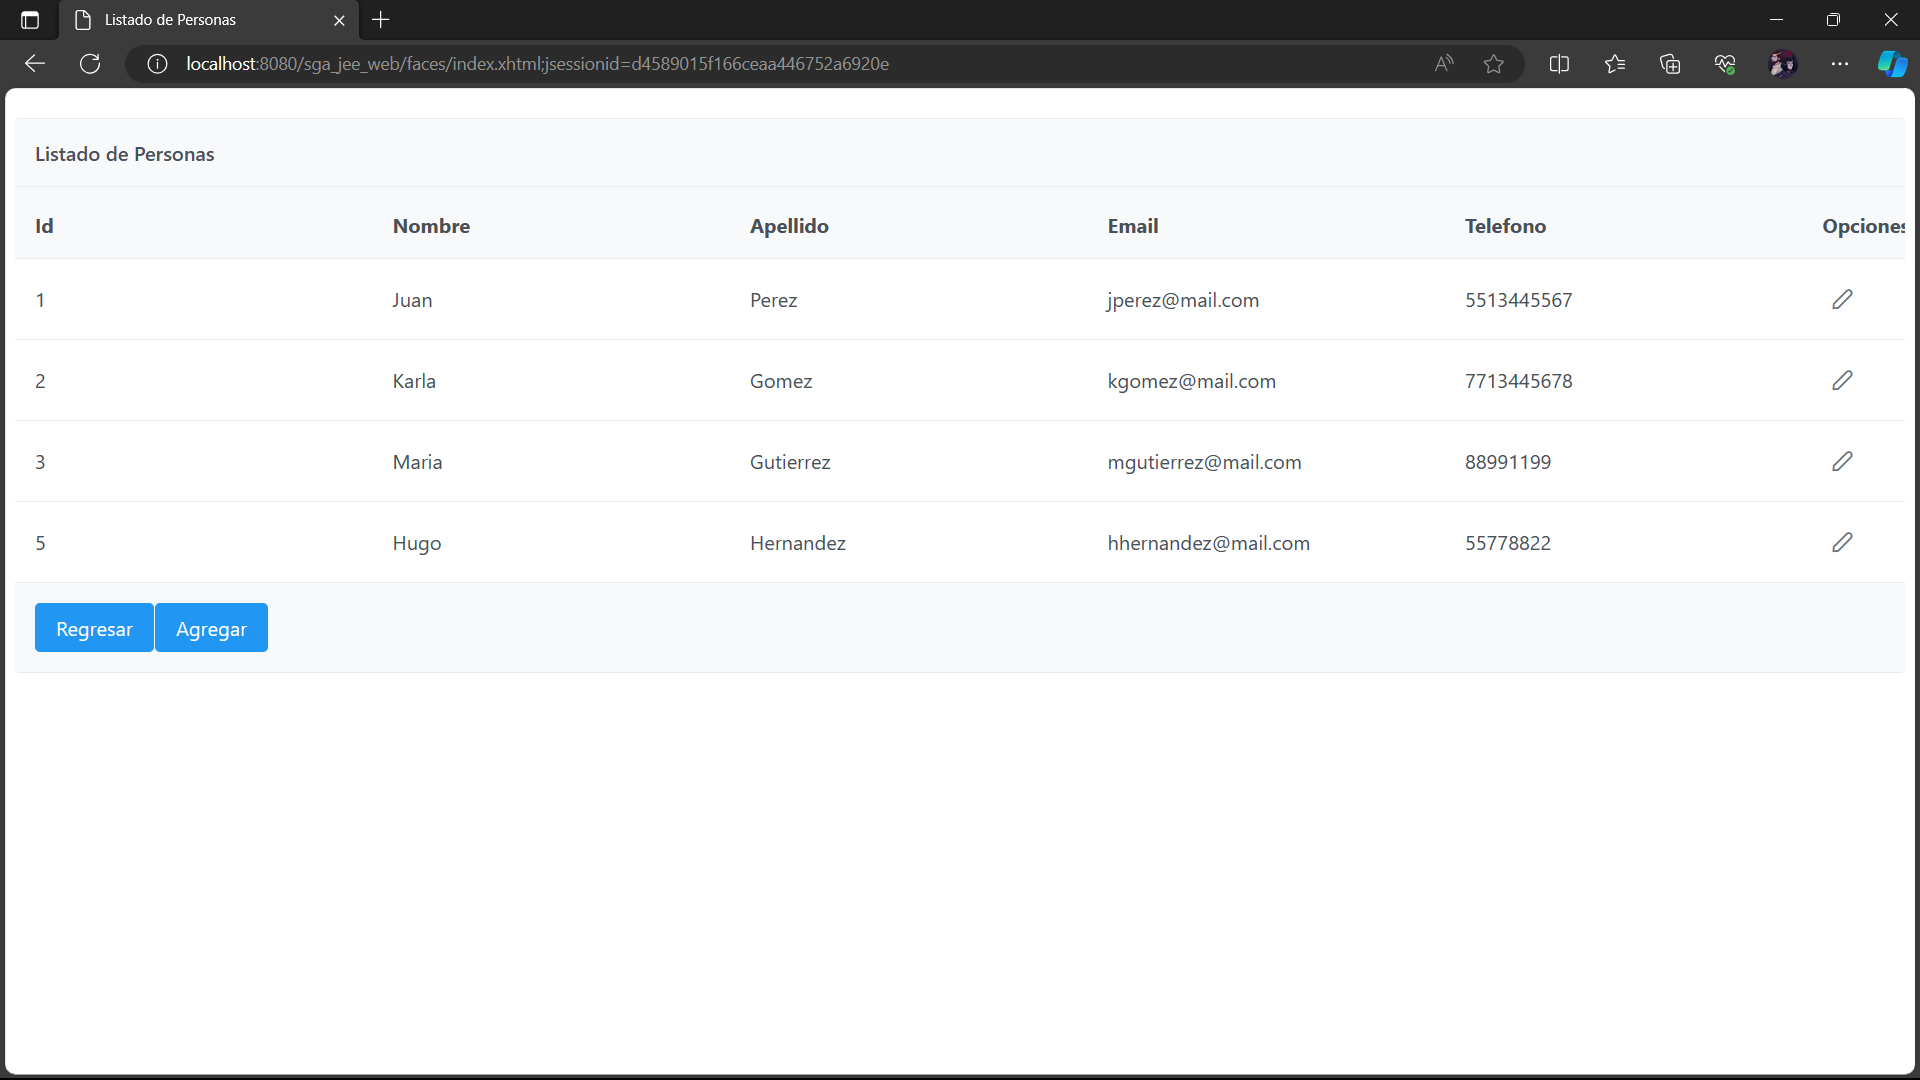 Listado de Personas
localhost:8080/sga_jee_web/faces/index.xhtml;jsessionid=d4589015f166ceaa446752a6920e
Listado de Personas
Id Nombre Apellido Email Telefono Opciones
1 Juan Perez jperez@mail.com 5513445567
2 Karla Gomez kgomez@mail.com 7713445678
3 Maria Gutierrez mgutierrez@mail.com 88991199
5 Hugo Hernandez hhernandez@mail.com 55778822
Regresar Agregar